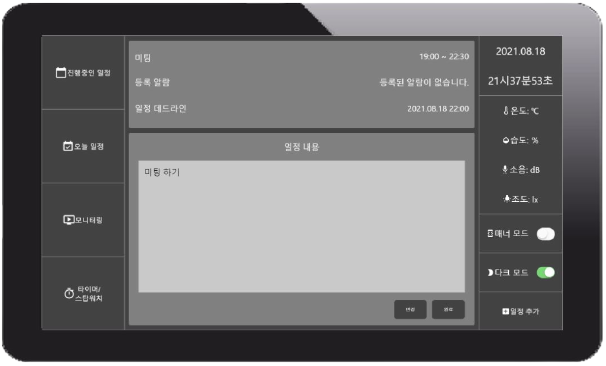 진행중인 일정
오늘 일정
모니터링
타이머/
스탑워치
미팅
19:00 ~ 22:30
등록 알람
등록된 알람이 없습니다.
일정 데드라인
2021.08.18 22:00
일정 내용
미팅 하기
변경
완료
2021.08.18
21시37분53초
온도: ℃
습도: %
소음: dB
조도: lx
매너 모드
다크 모드
일정 추가